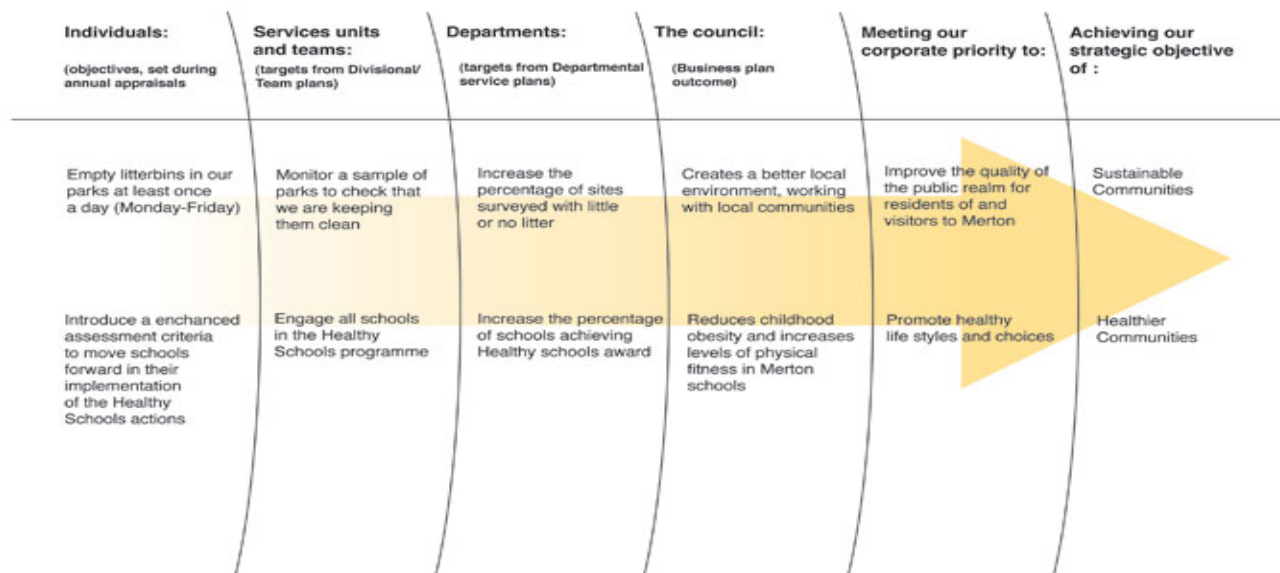 Individuals:
(objectives, set during
annual appraisals
Services units
and teams:
(targets from Divisional/
Team plans)
Departments:
(targets from Departmental
service plans)
The council:
(Business plan
outcome)
Meeting our
corporate priority to:
Achieving our
strategic objective
of :
Empty litterbins in our
parks at least once
a day (Monday-Friday)
Monitor a sample of
parks to check that
we are keeping
them clean
Increase the
percentage of sites
surveyed with little
or no litter
Creates a better local
environment, working
with local communities
Improve the quality of
the public realm for
residents of and
visitors to Merton
Sustainable
Communities
Introduce a enchanced
assessment criteria
to move schools
forward in their
implementation
of the Healthy
Schools actions
Engage all schools
in the Healthy
Schools programme
Increase the percentage
of schools achieving
Healthy schools award
Reduces childhood
obesity and increases
levels of physical
fitness in Merton
schools
Promote healthy
life styles and choices
Healthier
Communities